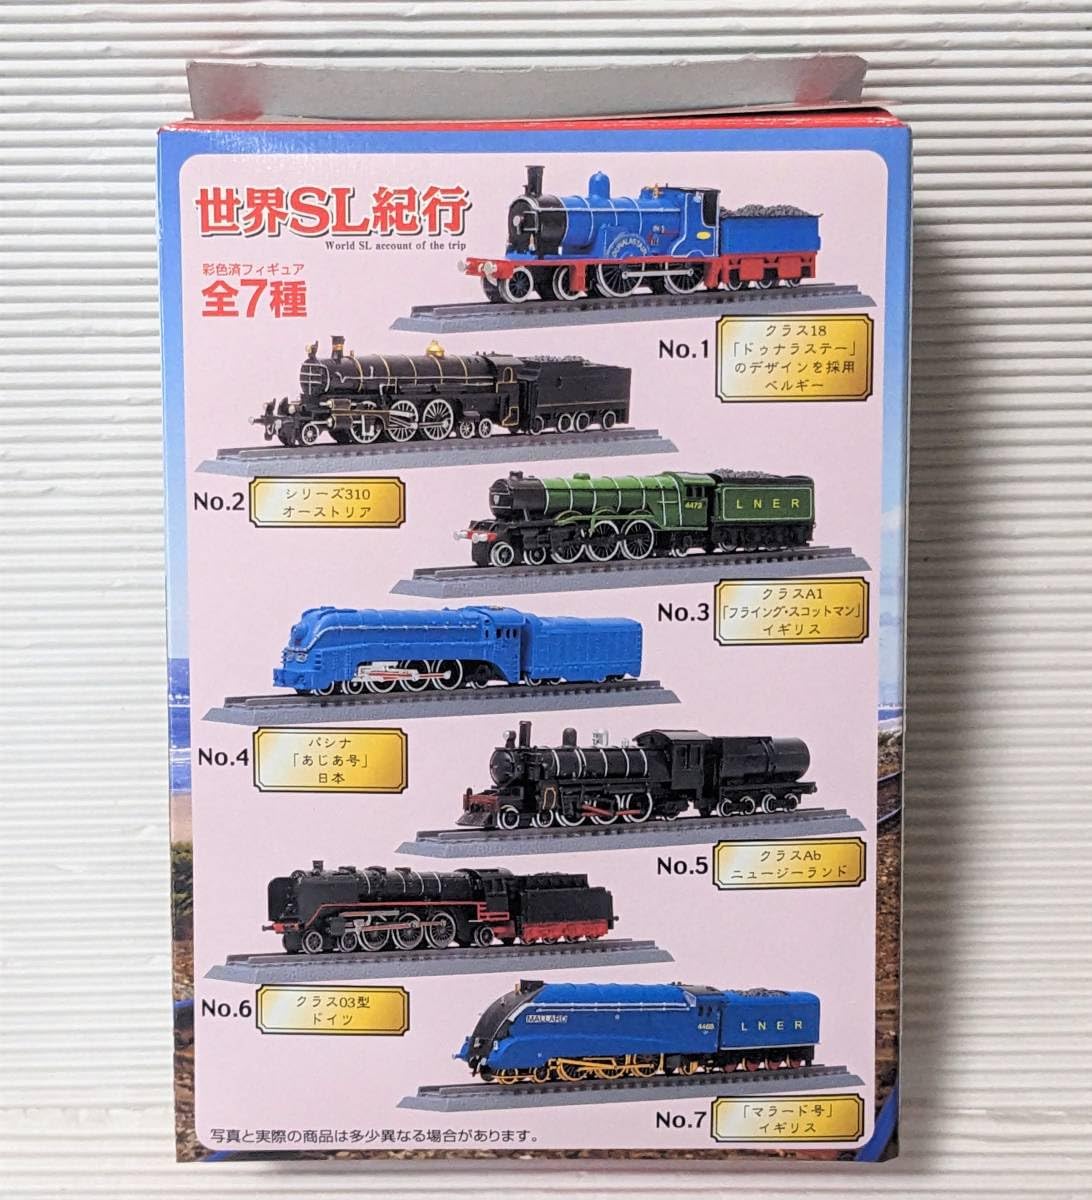 世界SL紀行
World SL account of the trip
彩色済フィギュア
全7種
DUNALASTAIR
No.1
クラス18
「ドゥナラステー」
のデザインを採用
ベルギー
No.2
シリーズ310
オーストリア
4472
L N E R
No.3
クラスA1
「フライング・スコットマン」
イギリス
No.4
パシナ
「あじあ号」
日本
No.5
クラスAb
ニュージーランド
No.6
クラス03型
ドイツ
MALLARD
4468
L N E R
No.7
「マラード号」
イギリス
写真と実際の商品は多少異なる場合があります。